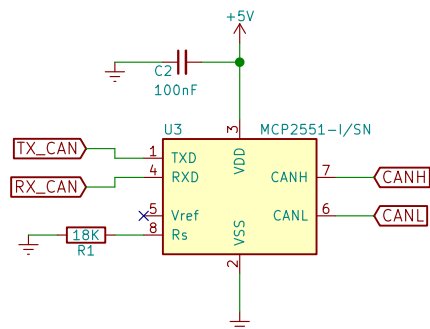 +5V
C2
100nF
U3
MCP2551-I/SN
3
VDD
TX_CAN
1
TXD
RX_CAN
4
RXD
CANH
7
CANH
5
Vref
CANL
6
CANL
18K
8
Rs
R1
VSS
2